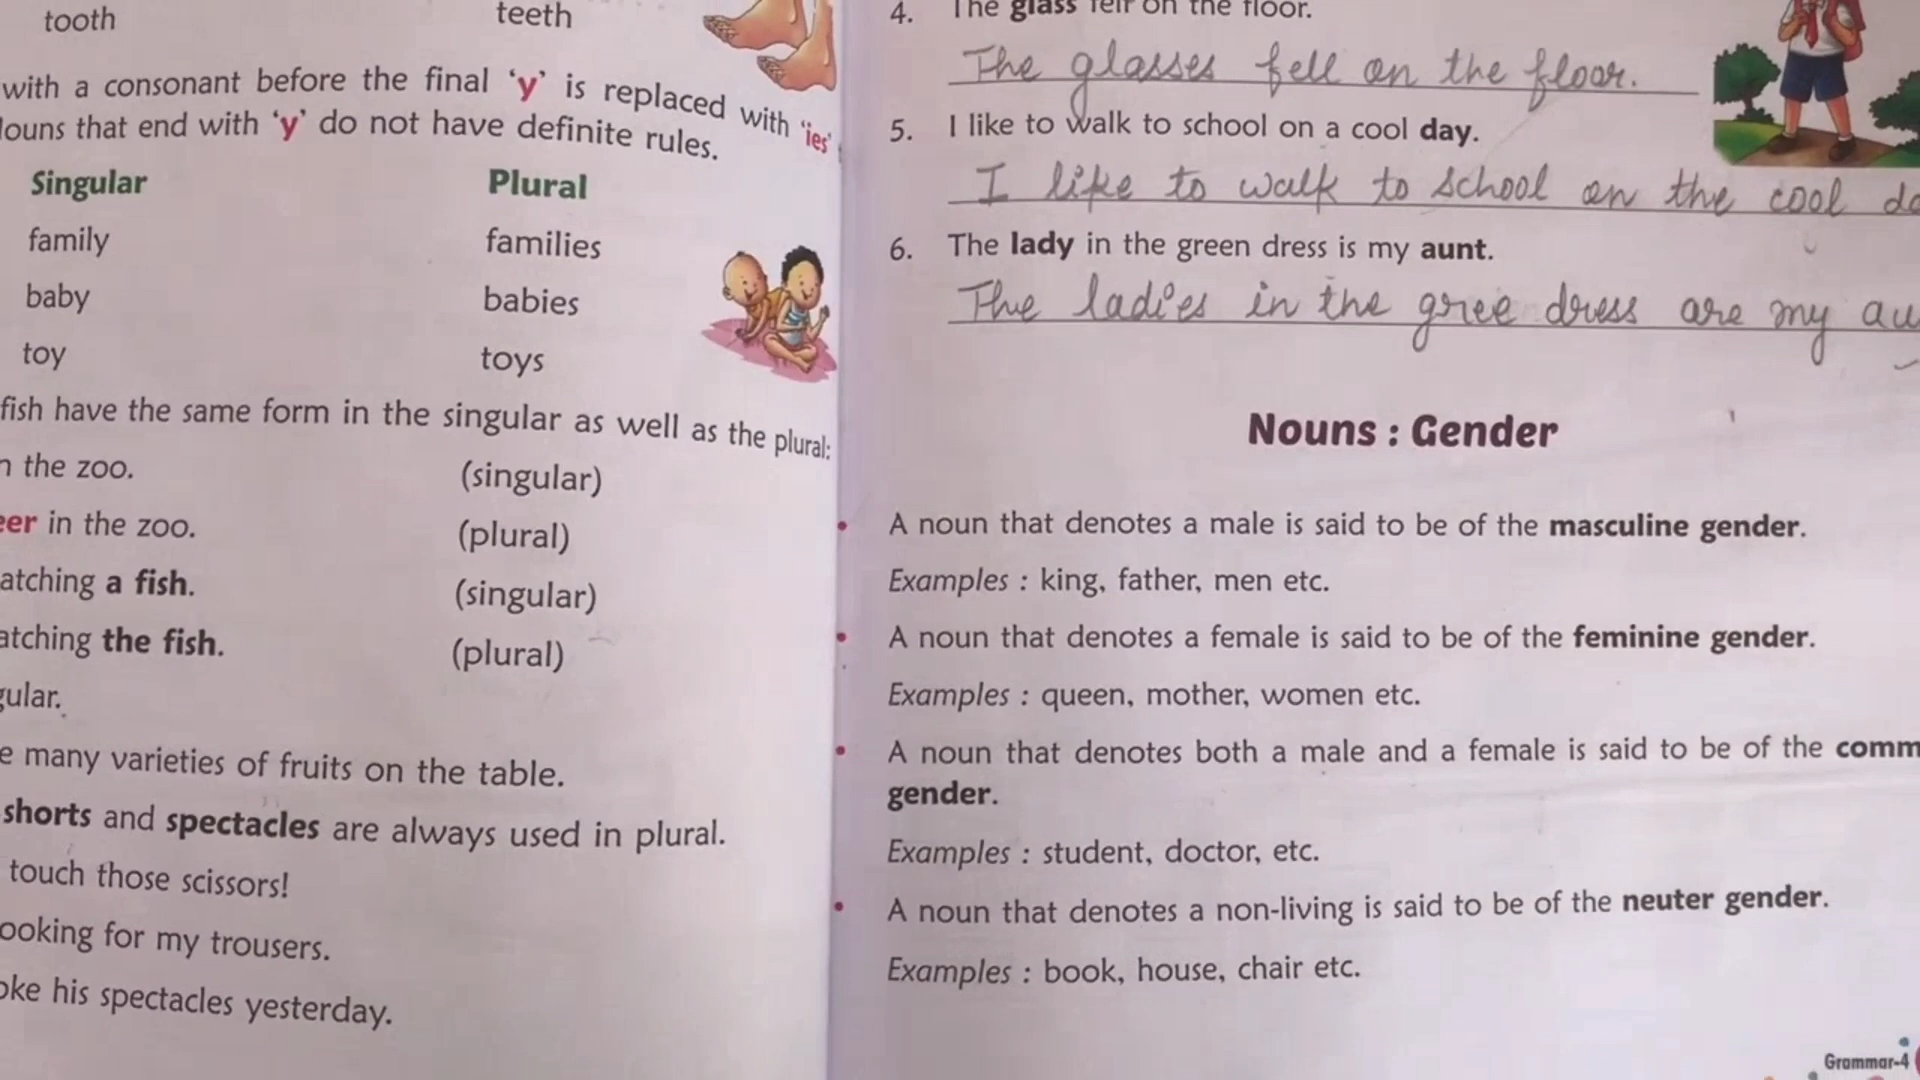 tooth teeth
with a consonant before the final ‘y’ is replaced with ‘ies’
Nouns that end with ‘y’ do not have definite rules.
Singular Plural
family families
baby babies
toy toys
fish have the same form in the singular as well as the plural:
the zoo. (singular)
in the zoo. (plural)
a fish. (singular)
the fish. (plural)
many varieties of fruits on the table.
shorts and spectacles are always used in plural.
touch those scissors!
for my trousers.
his spectacles yesterday.
4. The glass fell on the floor.
The glasses fell on the floor.
5. I like to walk to school on a cool day.
I like to walk to school on the cool
6. The lady in the green dress is my aunt.
The ladies in the gree dress are my
Nouns : Gender
• A noun that denotes a male is said to be of the masculine gender.
Examples : king, father, men etc.
• A noun that denotes a female is said to be of the feminine gender.
Examples : queen, mother, women etc.
• A noun that denotes both a male and a female is said to be of the comm
gender.
Examples : student, doctor, etc.
• A noun that denotes a non-living is said to be of the neuter gender.
Examples : book, house, chair etc.
Grammar-4